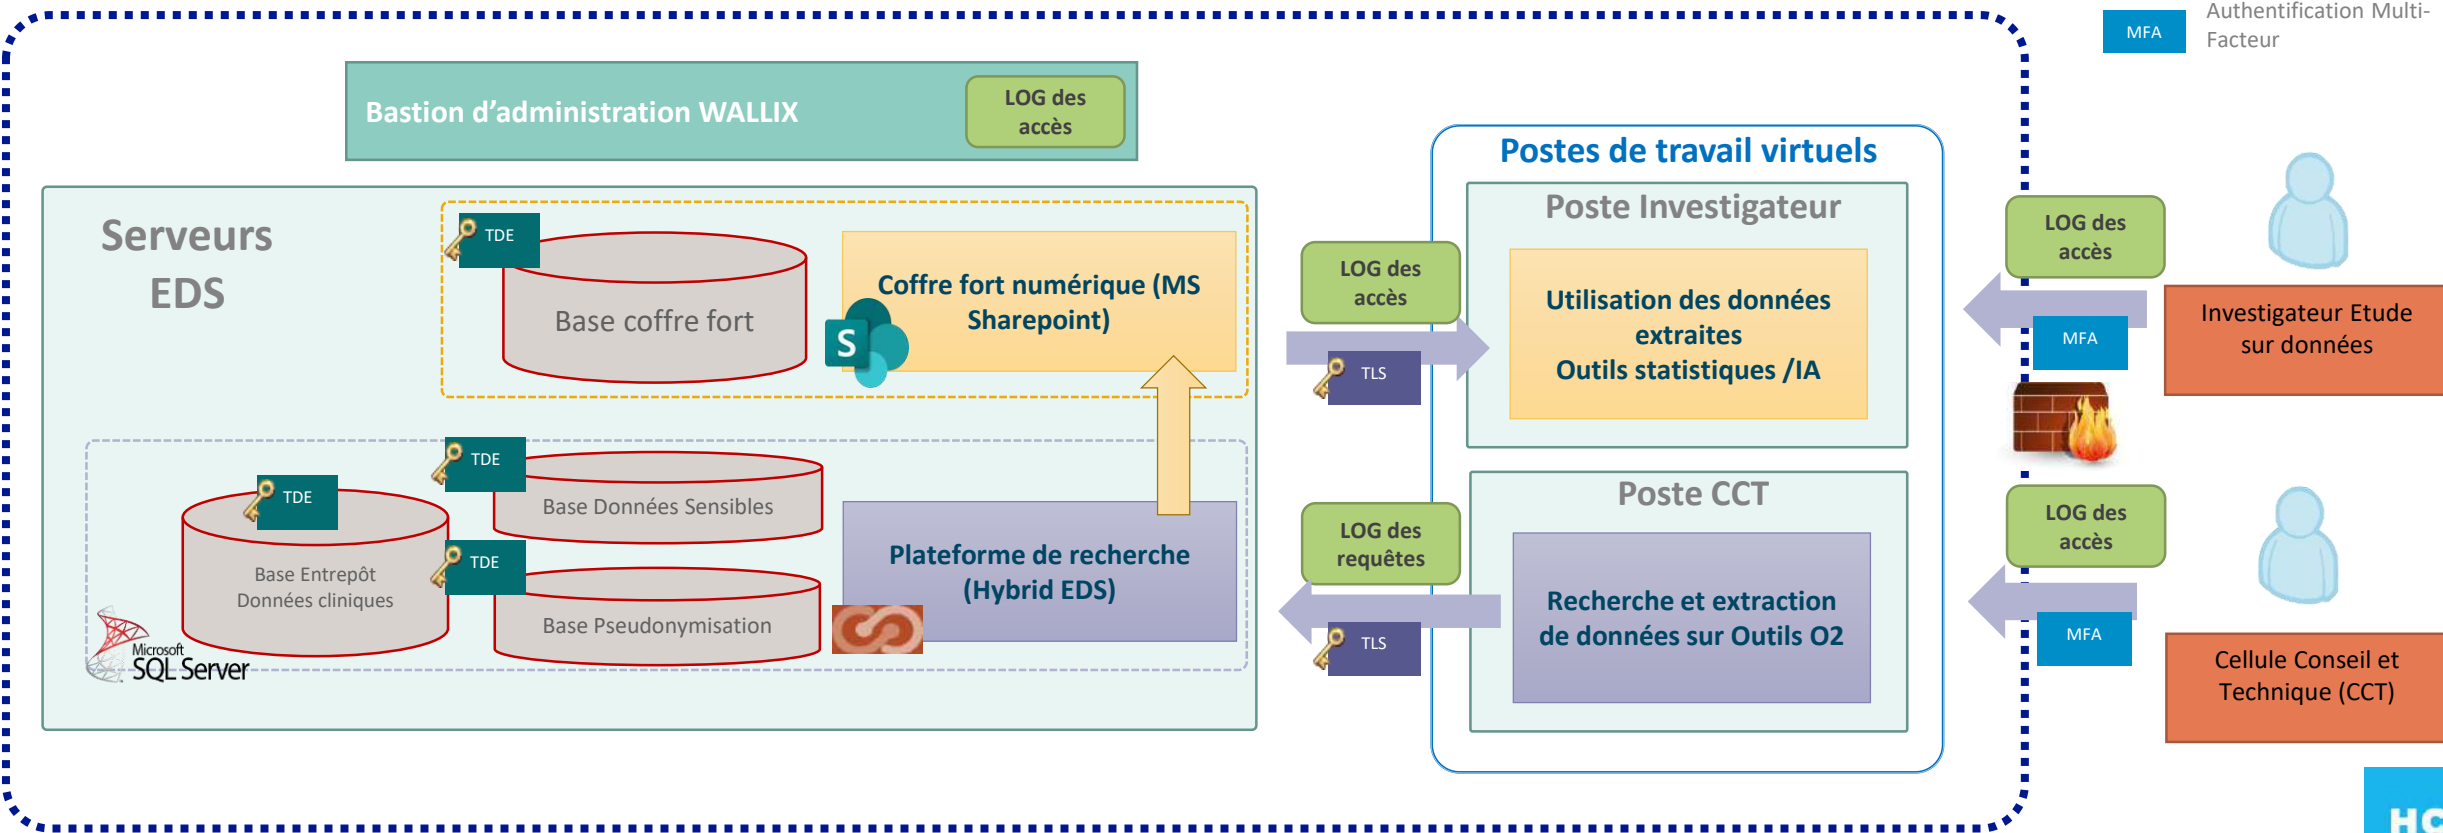 Authentification Multi-
Facteur
MFA
Bastion d'administration WALLIX
LOG des
accès
Serveurs
EDS
TDE
Base coffre fort
Coffre fort numérique (MS
Sharepoint)
S
TDE
Base Données Sensibles
TDE
Base Entrepôt
Données cliniques
TDE
Base Pseudonymisation
Plateforme de recherche
(Hybrid EDS)
Microsoft
SQL Server
LOG des
accès
TLS
LOG des
requêtes
TLS
Postes de travail virtuels
Poste Investigateur
Utilisation des données
extraites
Outils statistiques /IA
Poste CCT
Recherche et extraction
de données sur Outils O2
LOG des
accès
MFA
Investigateur Etude
sur données
LOG des
accès
MFA
Cellule Conseil et
Technique (CCT)